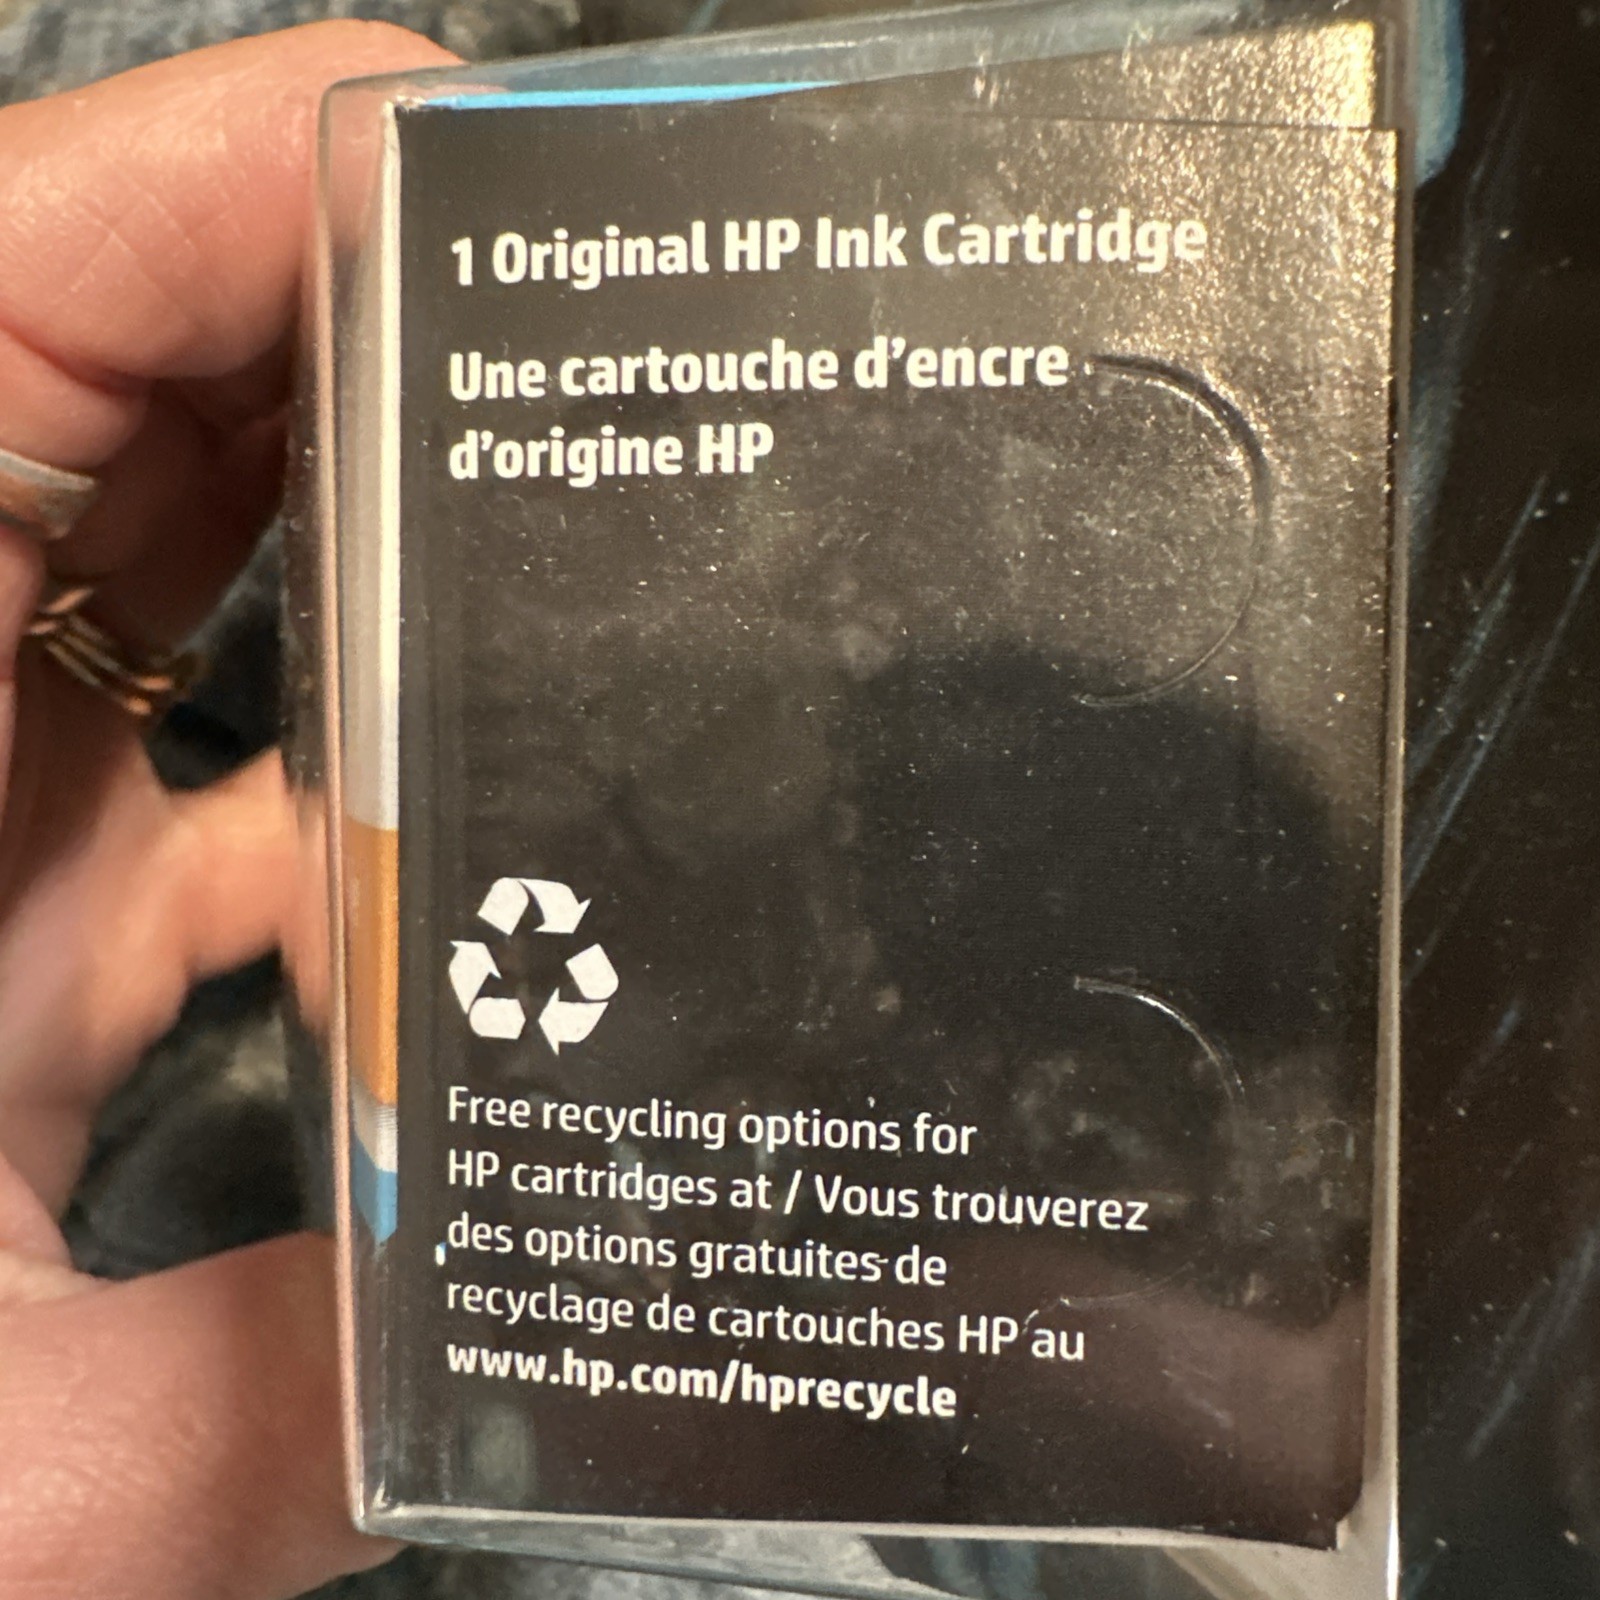 1 Original HP Ink Cartridge
Une cartouche d'encre
d'origine HP
Free recycling options for
HP cartridges at / Vous trouverez
des options gratuites de
recyclage de cartouches HP au
www.hp.com/hprecycle